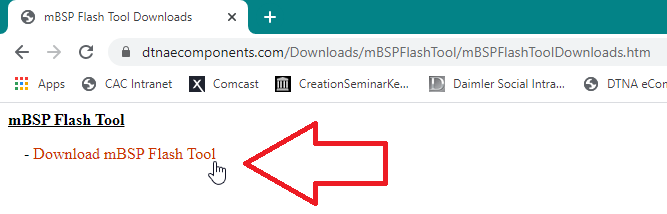 mBSP Flash Tool Downloads
dtnaecomponents.com/Downloads/mBSPFlashTool/mBSPFlashToolDownloads.htm
Apps CAC Intranet Comcast CreationSeminarKe... Daimler Social Intra... DTNA eCom
mBSP Flash Tool
- Download mBSP Flash Tool